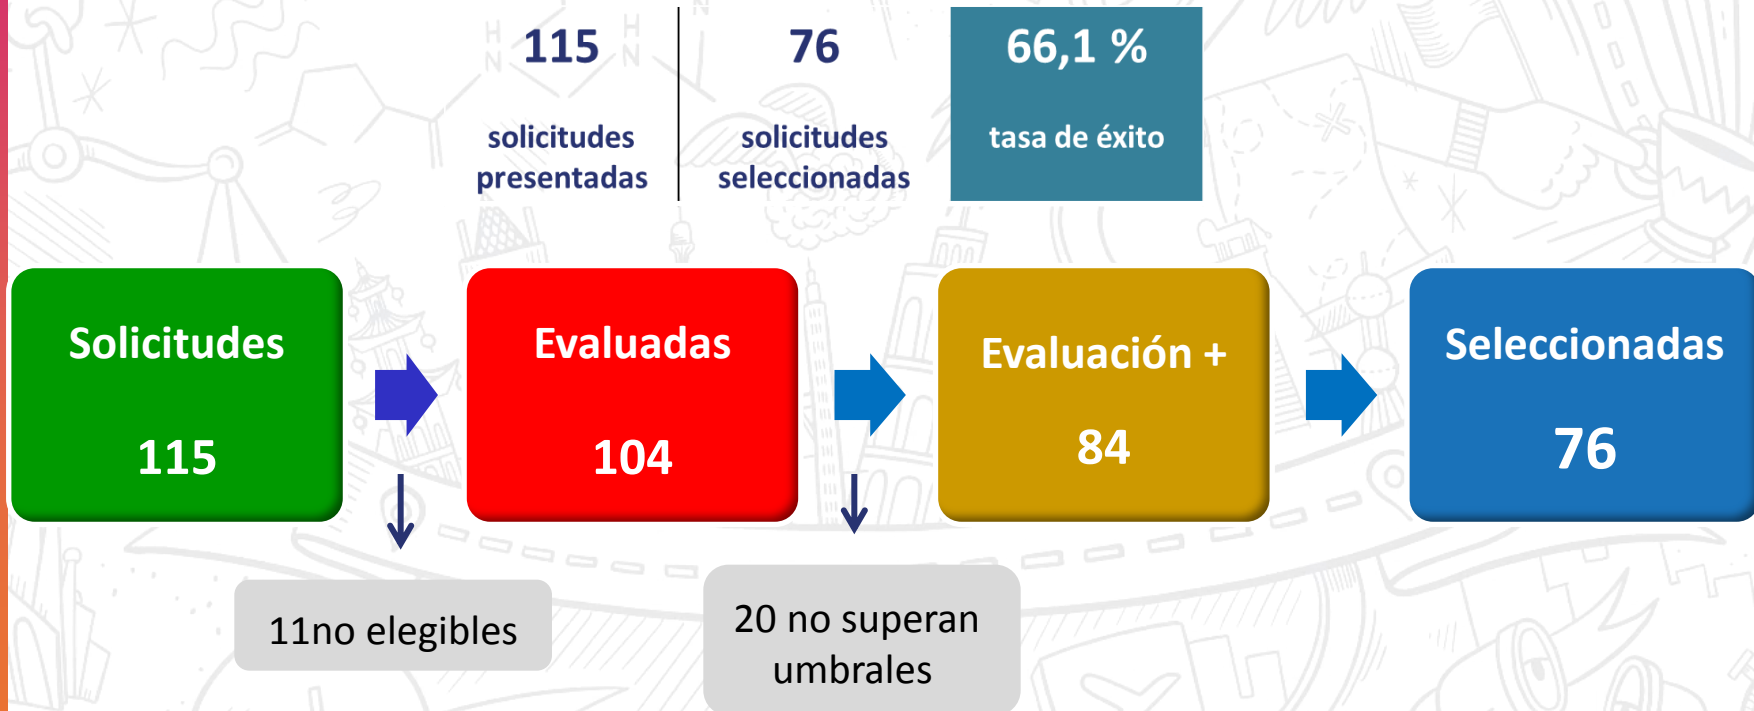 115
solicitudes
presentadas
76
solicitudes
seleccionadas
66,1 %
tasa de éxito
Solicitudes
115
Evaluadas
104
Evaluación +
84
Seleccionadas
76
11no elegibles
20 no superan
umbrales